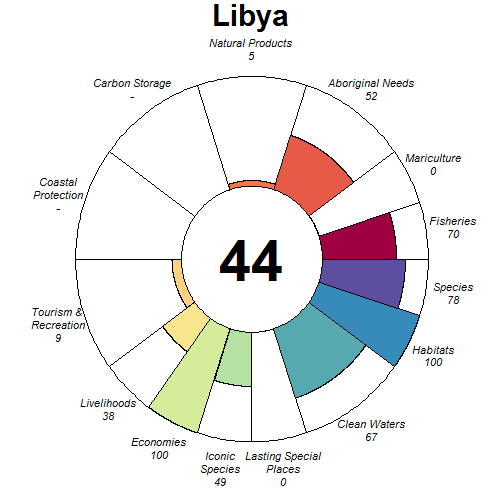 Libya
Natural Products
5
Carbon Storage
-
Aboriginal Needs
52
Mariculture
0
Coastal
Protection
-
Fisheries
70
44
Species
78
Tourism &
Recreation
9
Habitats
100
Livelihoods
38
Clean Waters
67
Economies
100
Iconic
Species
49
Lasting Special
Places
0